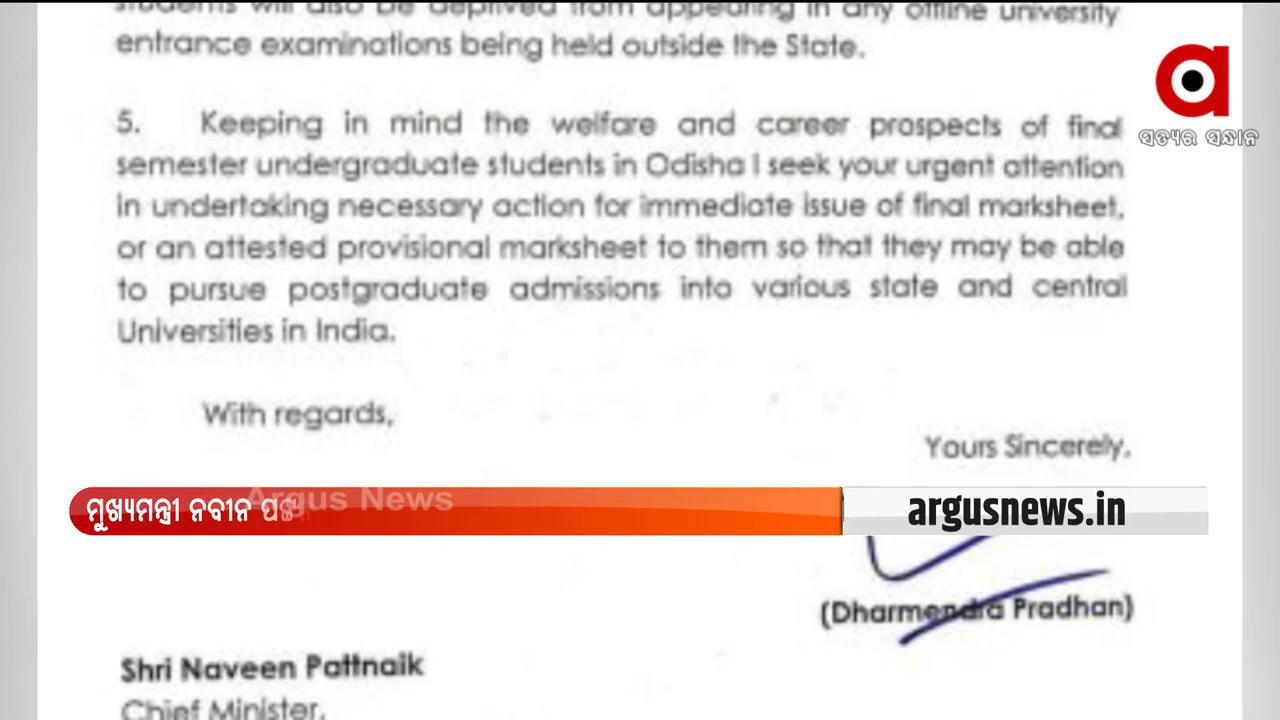 students will also be deprived from appearing in any offline university
entrance examinations being held outside the State.
ସତ୍ୟର ସନ୍ଧାନ
5. Keeping in mind the welfare and career prospects of final
semester undergraduate students in Odisha I seek your urgent attention
in undertaking necessary action for immediate issue of final marksheet,
or an attested provisional marksheet to them so that they may be able
to pursue postgraduate admissions into various state and central
Universities in India.
With regards,
Yours Sincerely,
Argus News
ମୁଖ୍ୟମନ୍ତ୍ରୀ ନବୀନ
argusnews.in
(Dharmendra Pradhan)
Shri Naveen Pattnaik
Chief Minister,